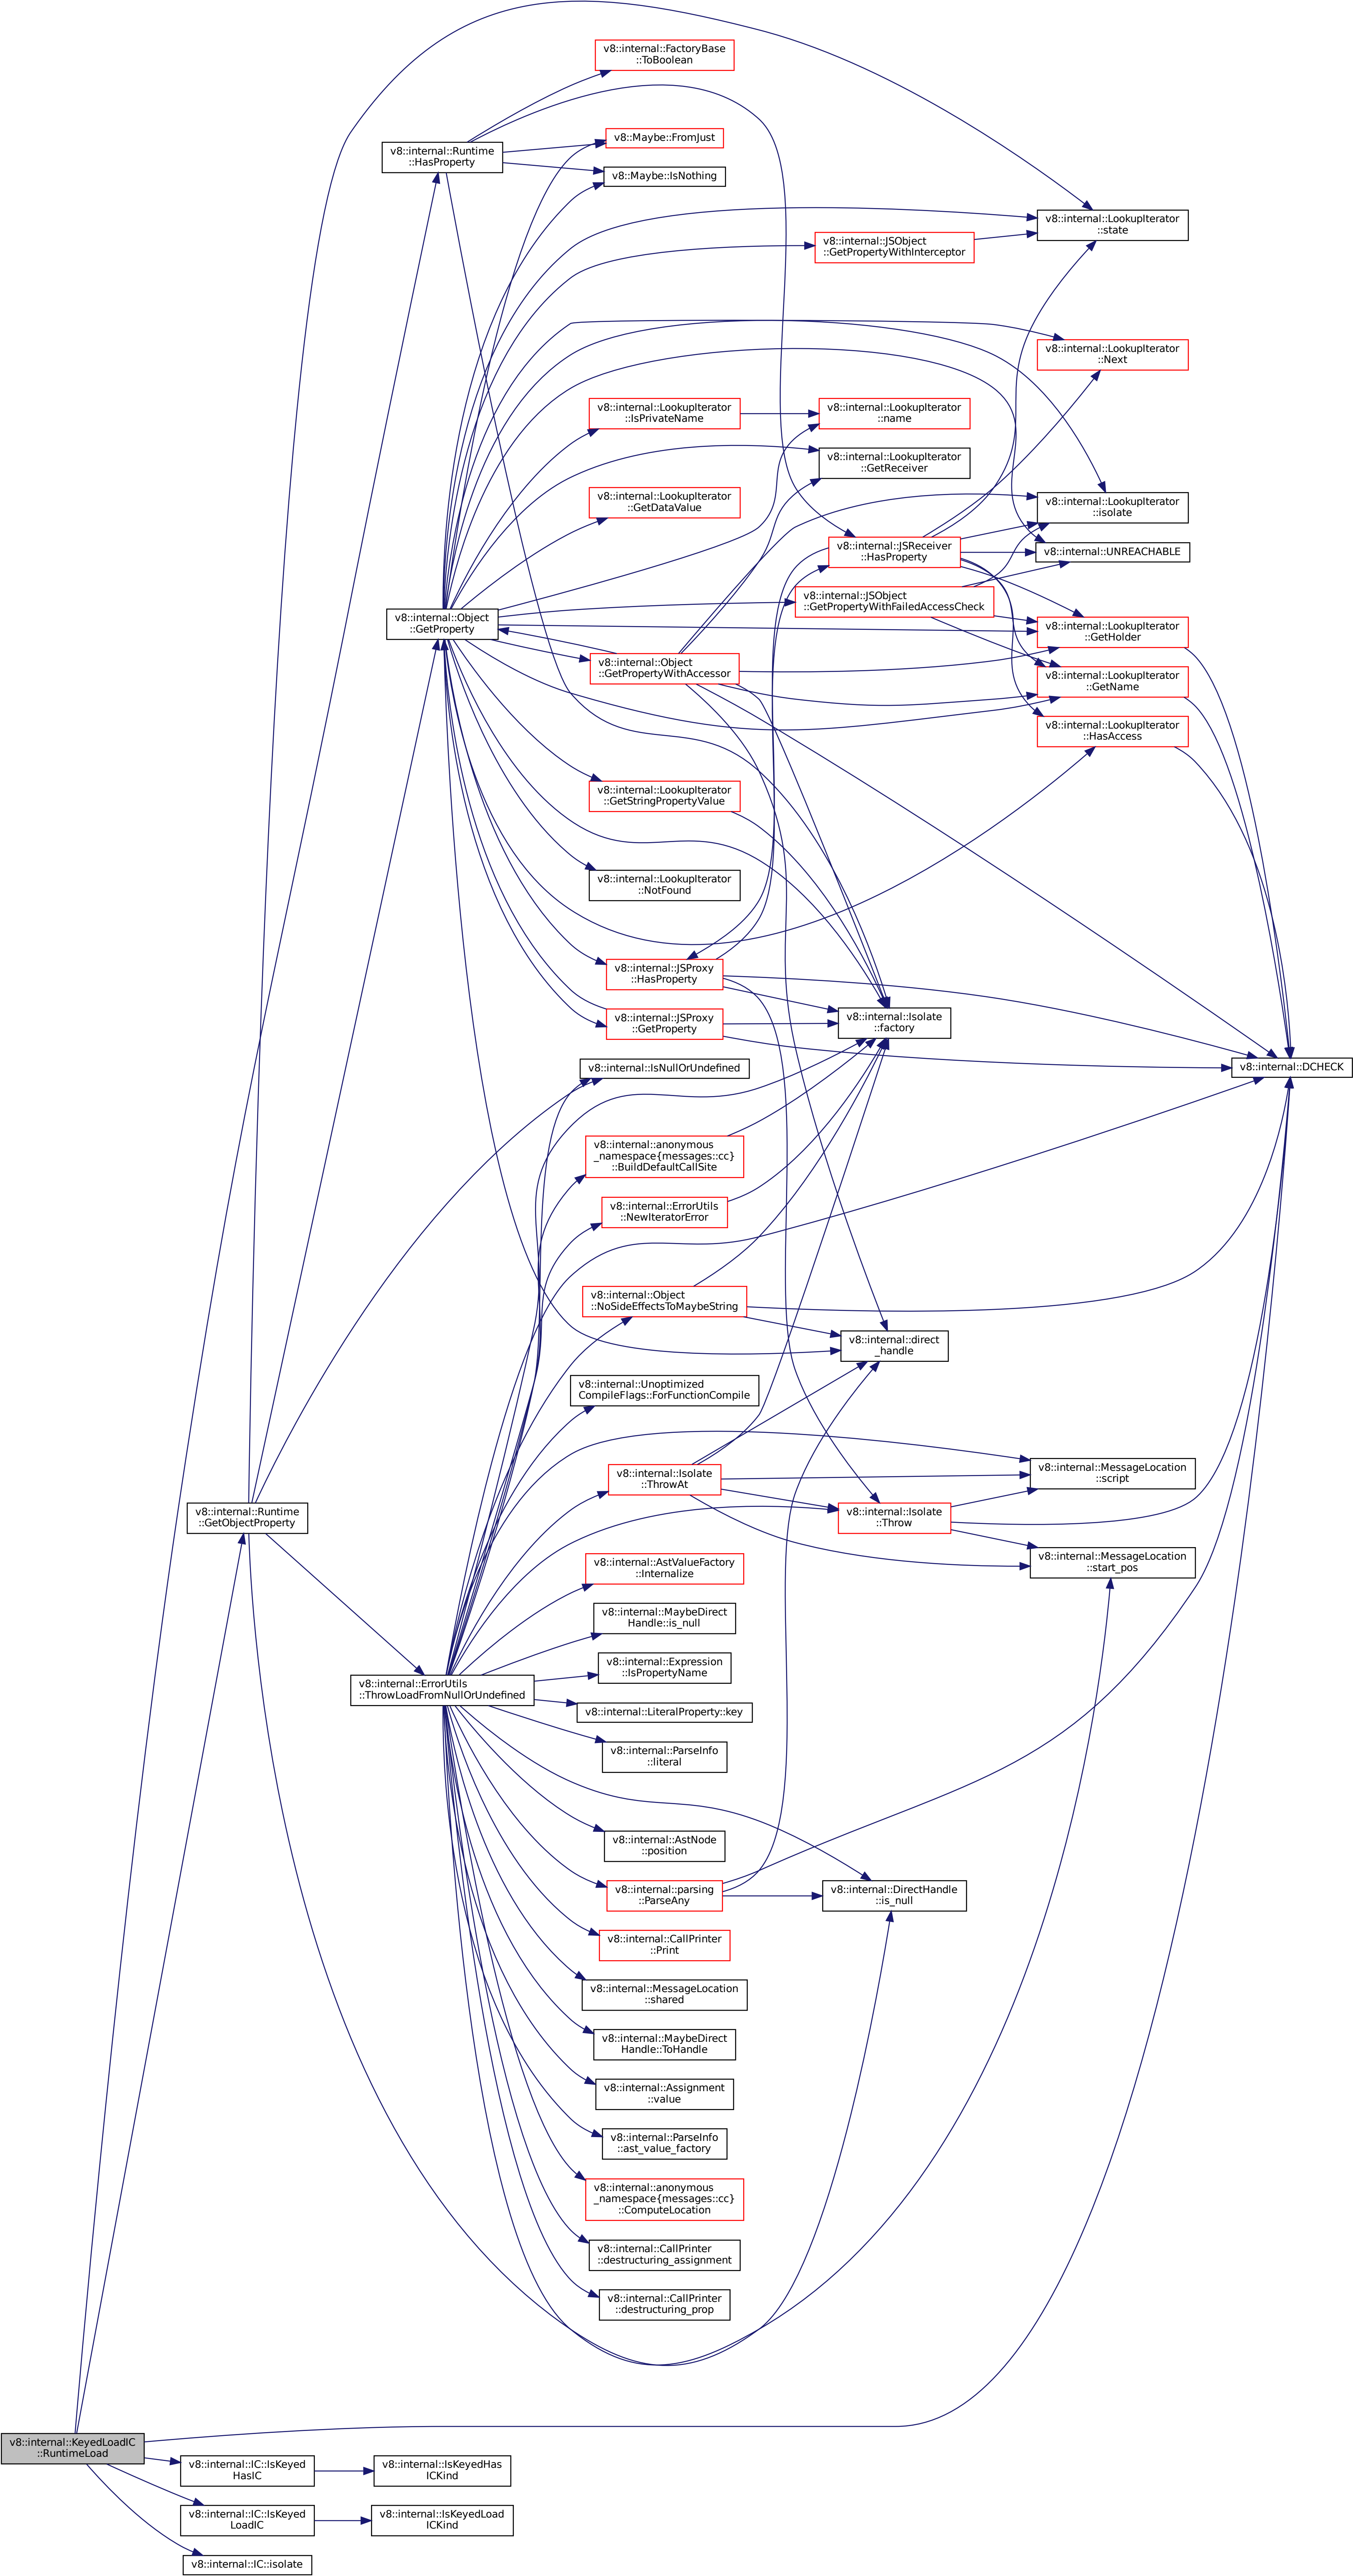 v8::internal::FactoryBase
::ToBoolean
v8::internal::Runtime
::HasProperty
v8::Maybe::FromJust
v8::Maybe::IsNothing
v8::internal::LookupIterator
::state
v8::internal::JSObject
::GetPropertyWithInterceptor
v8::internal::LookupIterator
::Next
v8::internal::LookupIterator
::IsPrivateName
v8::internal::LookupIterator
::name
v8::internal::LookupIterator
::GetReceiver
v8::internal::LookupIterator
::GetDataValue
v8::internal::LookupIterator
::isolate
v8::internal::JSReceiver
::HasProperty
v8::internal::UNREACHABLE
v8::internal::JSObject
::GetPropertyWithFailedAccessCheck
v8::internal::Object
::GetProperty
v8::internal::LookupIterator
::GetHolder
v8::internal::Object
::GetPropertyWithAccessor
v8::internal::LookupIterator
::GetName
v8::internal::LookupIterator
::HasAccess
v8::internal::LookupIterator
::GetStringPropertyValue
v8::internal::LookupIterator
::NotFound
v8::internal::JSProxy
::HasProperty
v8::internal::JSProxy
::GetProperty
v8::internal::Isolate
::factory
v8::internal::IsNullOrUndefined
v8::internal::DCHECK
v8::internal::anonymous
_namespace{messages::cc}
::BuildDefaultCallSite
v8::internal::ErrorUtils
::NewIteratorError
v8::internal::Object
::NoSideEffectsToMaybeString
v8::internal::direct
_handle
v8::internal::Unoptimized
CompileFlags::ForFunctionCompile
v8::internal::Isolate
::ThrowAt
v8::internal::MessageLocation
::script
v8::internal::Runtime
::GetObjectProperty
v8::internal::Isolate
::Throw
v8::internal::MessageLocation
::start_pos
v8::internal::AstValueFactory
::Internalize
v8::internal::MaybeDirect
Handle::is_null
v8::internal::Expression
::IsPropertyName
v8::internal::ErrorUtils
::ThrowLoadFromNullOrUndefined
v8::internal::LiteralProperty::key
v8::internal::ParseInfo
::literal
v8::internal::AstNode
::position
v8::internal::parsing
::ParseAny
v8::internal::DirectHandle
::is_null
v8::internal::CallPrinter
::Print
v8::internal::MessageLocation
::shared
v8::internal::MaybeDirect
Handle::ToHandle
v8::internal::Assignment
::value
v8::internal::ParseInfo
::ast_value_factory
v8::internal::anonymous
_namespace{messages::cc}
::ComputeLocation
v8::internal::CallPrinter
::destructuring_assignment
v8::internal::CallPrinter
::destructuring_prop
v8::internal::KeyedLoadIC
::RuntimeLoad
v8::internal::IC::IsKeyed
HasIC
v8::internal::IsKeyedHas
ICKind
v8::internal::IC::IsKeyed
LoadIC
v8::internal::IsKeyedLoad
ICKind
v8::internal::IC::isolate